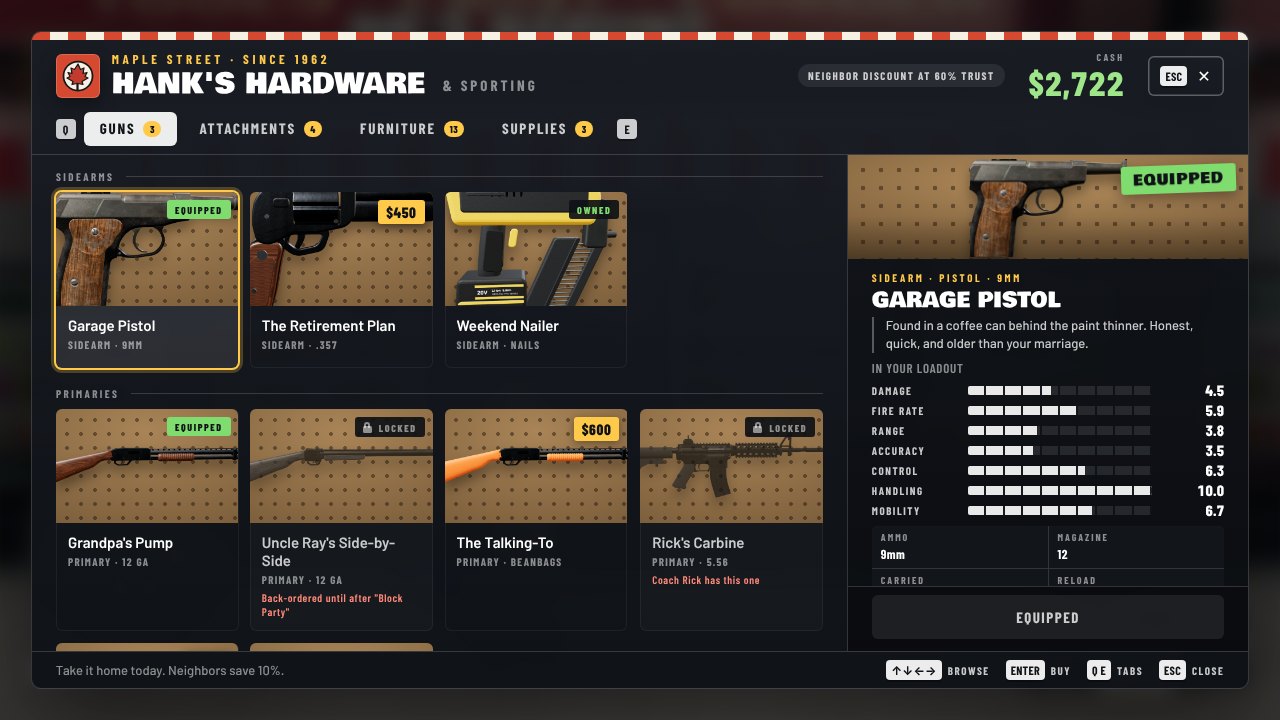 MAPLE STREET · SINCE 1962
HANK'S HARDWARE & SPORTING
NEIGHBOR DISCOUNT AT 60% TRUST
CASH
$2,722
ESC ✕
Q GUNS 3 ATTACHMENTS 4 FURNITURE 13 SUPPLIES 3 E
SIDEARMS
EQUIPPED
Garage Pistol
SIDEARM · 9MM
$450
The Retirement Plan
SIDEARM · .357
OWNED
20V
Weekend Nailer
SIDEARM · NAILS
PRIMARIES
EQUIPPED
Grandpa's Pump
PRIMARY · 12 GA
LOCKED
Uncle Ray's Side-by-
Side
PRIMARY · 12 GA
Back-ordered until after "Block
Party"
$600
The Talking-To
PRIMARY · BEANBAGS
LOCKED
Rick's Carbine
PRIMARY · 5.56
Coach Rick has this one
EQUIPPED
SIDEARM · PISTOL · 9MM
GARAGE PISTOL
Found in a coffee can behind the paint thinner. Honest,
quick, and older than your marriage.
IN YOUR LOADOUT
DAMAGE 4.5
FIRE RATE 5.9
RANGE 3.8
ACCURACY 3.5
CONTROL 6.3
HANDLING 10.0
MOBILITY 6.7
AMMO MAGAZINE
9mm 12
CARRIED RELOAD
EQUIPPED
Take it home today. Neighbors save 10%.
↑↓←→ BROWSE ENTER BUY Q E TABS ESC CLOSE